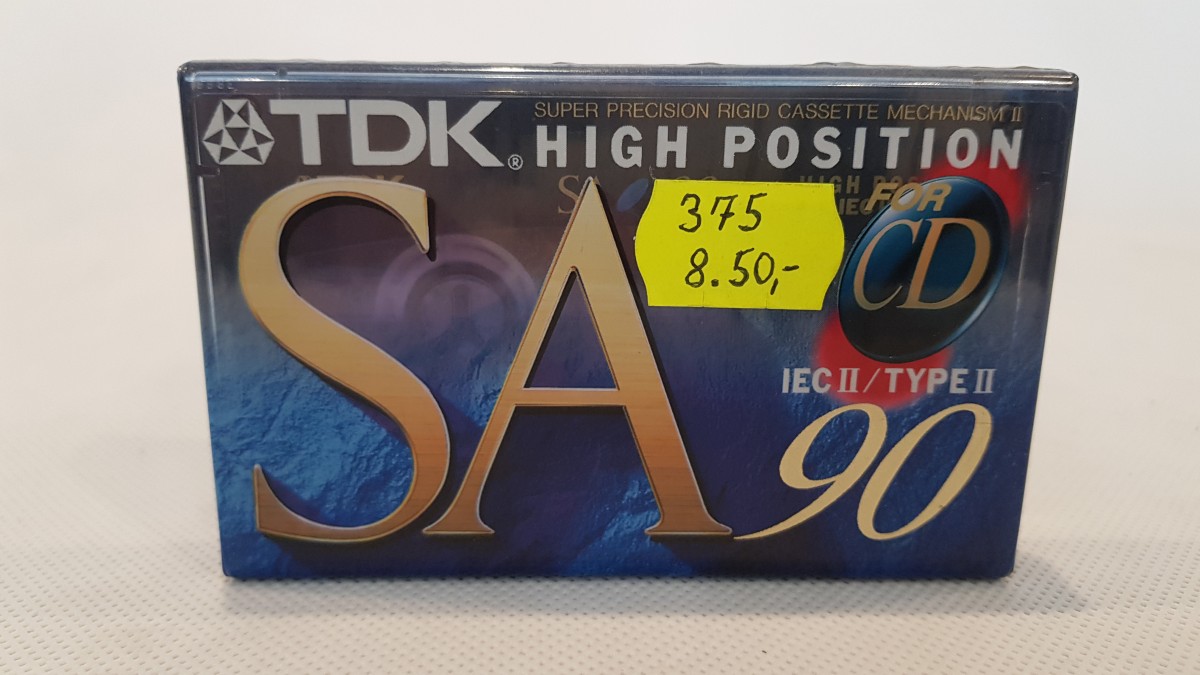 TDK®
SUPER PRECISION RIGID CASSETTE MECHANISM II
HIGH POSITION
SA
375
8.50,-
FOR
CD
IEC II/TYPE II
90